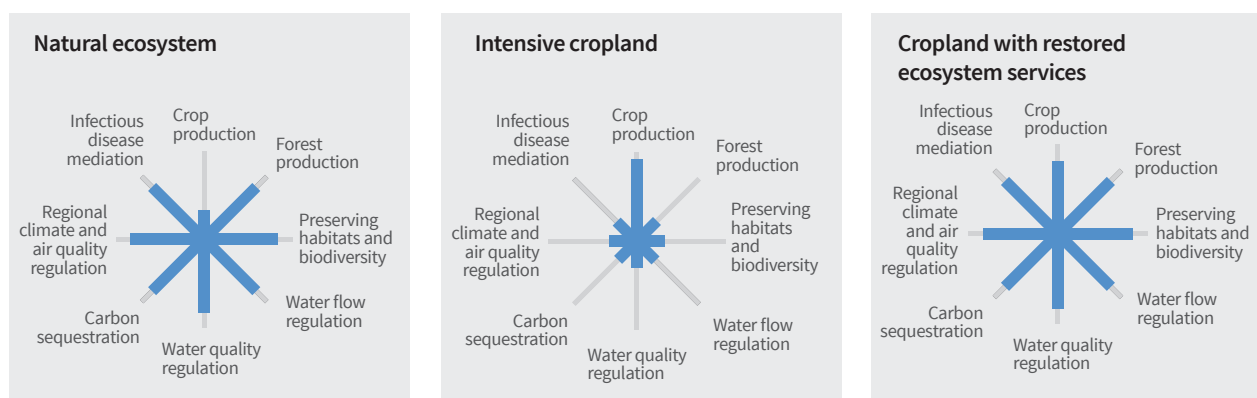 Natural ecosystem
Crop
production
Infectious
disease
mediation
Forest
production
Regional
climate and
air quality
regulation
Preserving
habitats and
biodiversity
Carbon
sequestration
Water flow
regulation
Water quality
regulation
Intensive cropland
Crop
production
Infectious
disease
mediation
Forest
production
Regional
climate and
air quality
regulation
Preserving
habitats
and
biodiversity
Carbon
sequestration
Water flow
regulation
Water quality
regulation
Cropland with restored
ecosystem services
Crop
production
Infectious
disease
mediation
Forest
production
Regional
climate
and air
quality
regulation
Preserving
habitats and
biodiversity
Carbon
sequestration
Water flow
regulation
Water quality
regulation